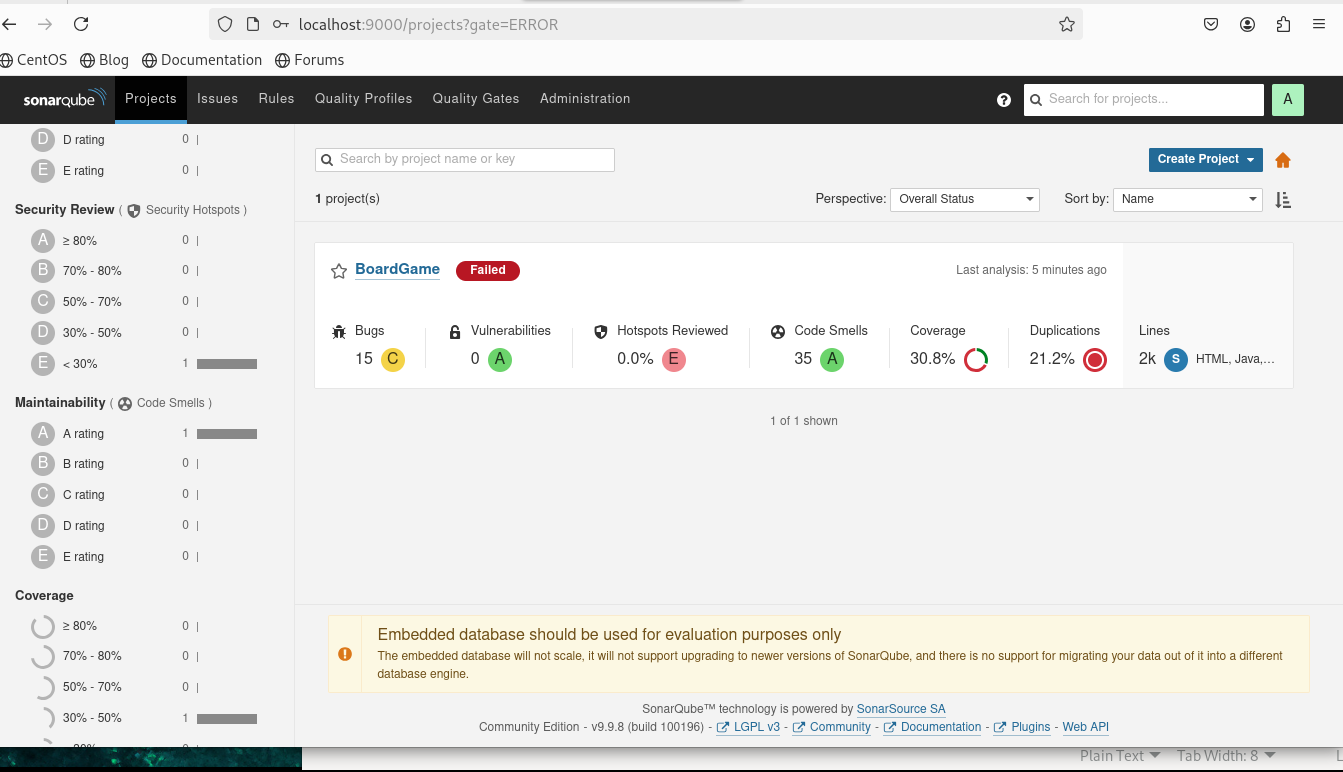 localhost:9000/projects?gate=ERROR
CentOS Blog Documentation Forums
sonarqube Projects Issues Rules Quality Profiles Quality Gates Administration ? Search for projects... A
D D rating 0
E E rating 0
Security Review ( Security Hotspots )
A ≥ 80% 0
B 70% - 80% 0
C 50% - 70% 0
D 30% - 50% 0
E < 30% 1
Maintainability ( Code Smells )
A A rating 1
B B rating 0
C C rating 0
D D rating 0
E E rating 0
Coverage
≥ 80% 0
70% - 80% 0
50% - 70% 0
30% - 50% 1
Search by project name or key Create Project
1 project(s) Perspective: Overall Status Sort by: Name
BoardGame Failed Last analysis: 5 minutes ago
Bugs Vulnerabilities Hotspots Reviewed Code Smells Coverage Duplications Lines
15 C 0 A 0.0% E 35 A 30.8% 21.2% 2k S HTML, Java,...
1 of 1 shown
Embedded database should be used for evaluation purposes only
The embedded database will not scale, it will not support upgrading to newer versions of SonarQube, and there is no support for migrating your data out of it into a different
database engine.
SonarQube™ technology is powered by SonarSource SA
Community Edition - v9.9.8 (build 100196) - LGPL v3 - Community - Documentation - Plugins - Web API
Plain Text Tab Width: 8